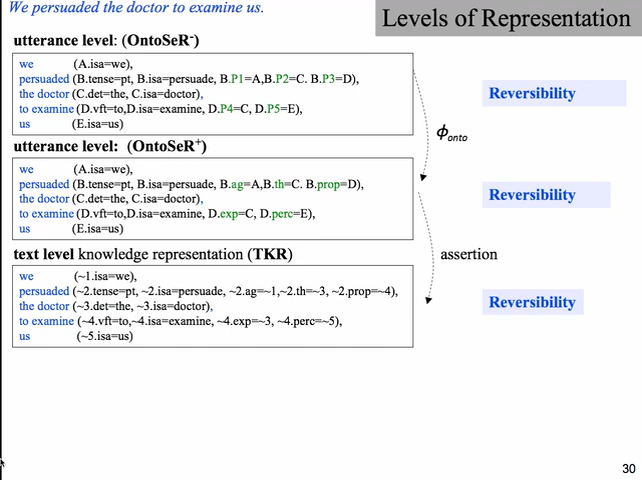 We persuaded the doctor to examine us.
Levels of Representation
utterance level: (OntoSeR-)
we (A.isa=we),
persuaded (B.tense=pt, B.isa=persuade, B.P1=A,B.P2=C. B.P3=D),
the doctor (C.det=the, C.isa=doctor),
to examine (D.vft=to,D.isa=examine, D.P4=C, D.P5=E),
us (E.isa=us)
Reversibility
ϕonto
utterance level: (OntoSeR+)
we (A.isa=we),
persuaded (B.tense=pt, B.isa=persuade, B.ag=A,B.th=C. B.prop=D),
the doctor (C.det=the, C.isa=doctor),
to examine (D.vft=to,D.isa=examine, D.exp=C, D.perc=E),
us (E.isa=us)
Reversibility
text level knowledge representation (TKR)
assertion
we (~1.isa=we),
persuaded (~2.tense=pt, ~2.isa=persuade, ~2.ag=~1,~2.th=~3, ~2.prop=~4),
the doctor (~3.det=the, ~3.isa=doctor),
to examine (~4.vft=to,~4.isa=examine, ~4.exp=~3, ~4.perc=~5),
us (~5.isa=us)
Reversibility
30